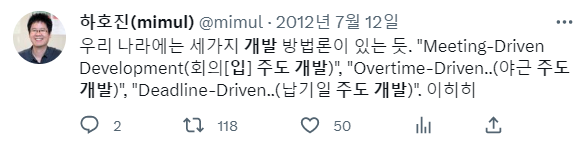 하호진(mimul) @mimul · 2012년 7월 12일
우리 나라에는 세가지 개발 방법론이 있는 듯. "Meeting-Driven
Development(회의[입] 주도 개발)", "Overtime-Driven..(야근 주도
개발)", "Deadline-Driven..(납기일 주도 개발)". 이히히
2 118 50